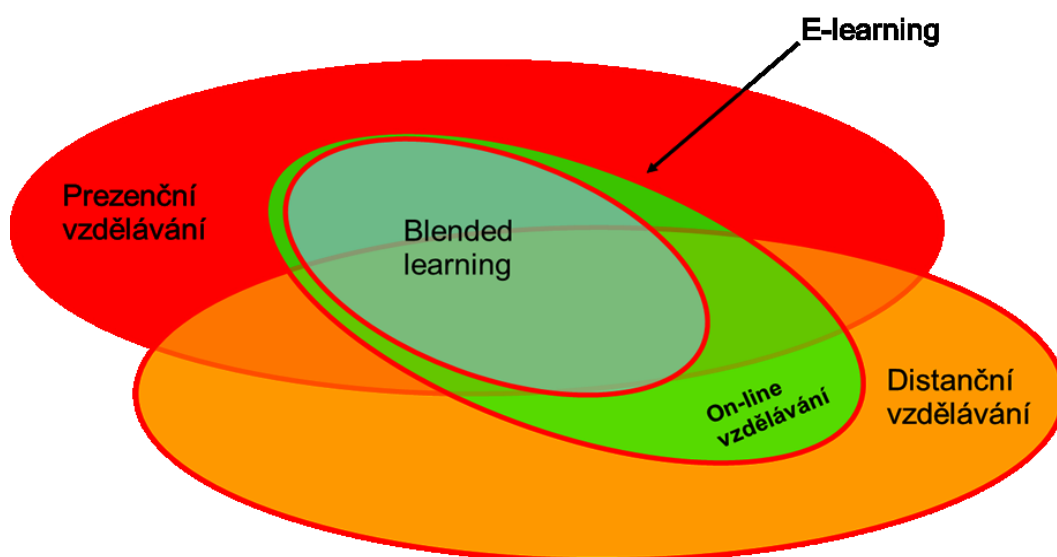 E-learning
Prezenční
vzdělávání
Blended
learning
On-line
vzdělávání
Distanční
vzdělávání